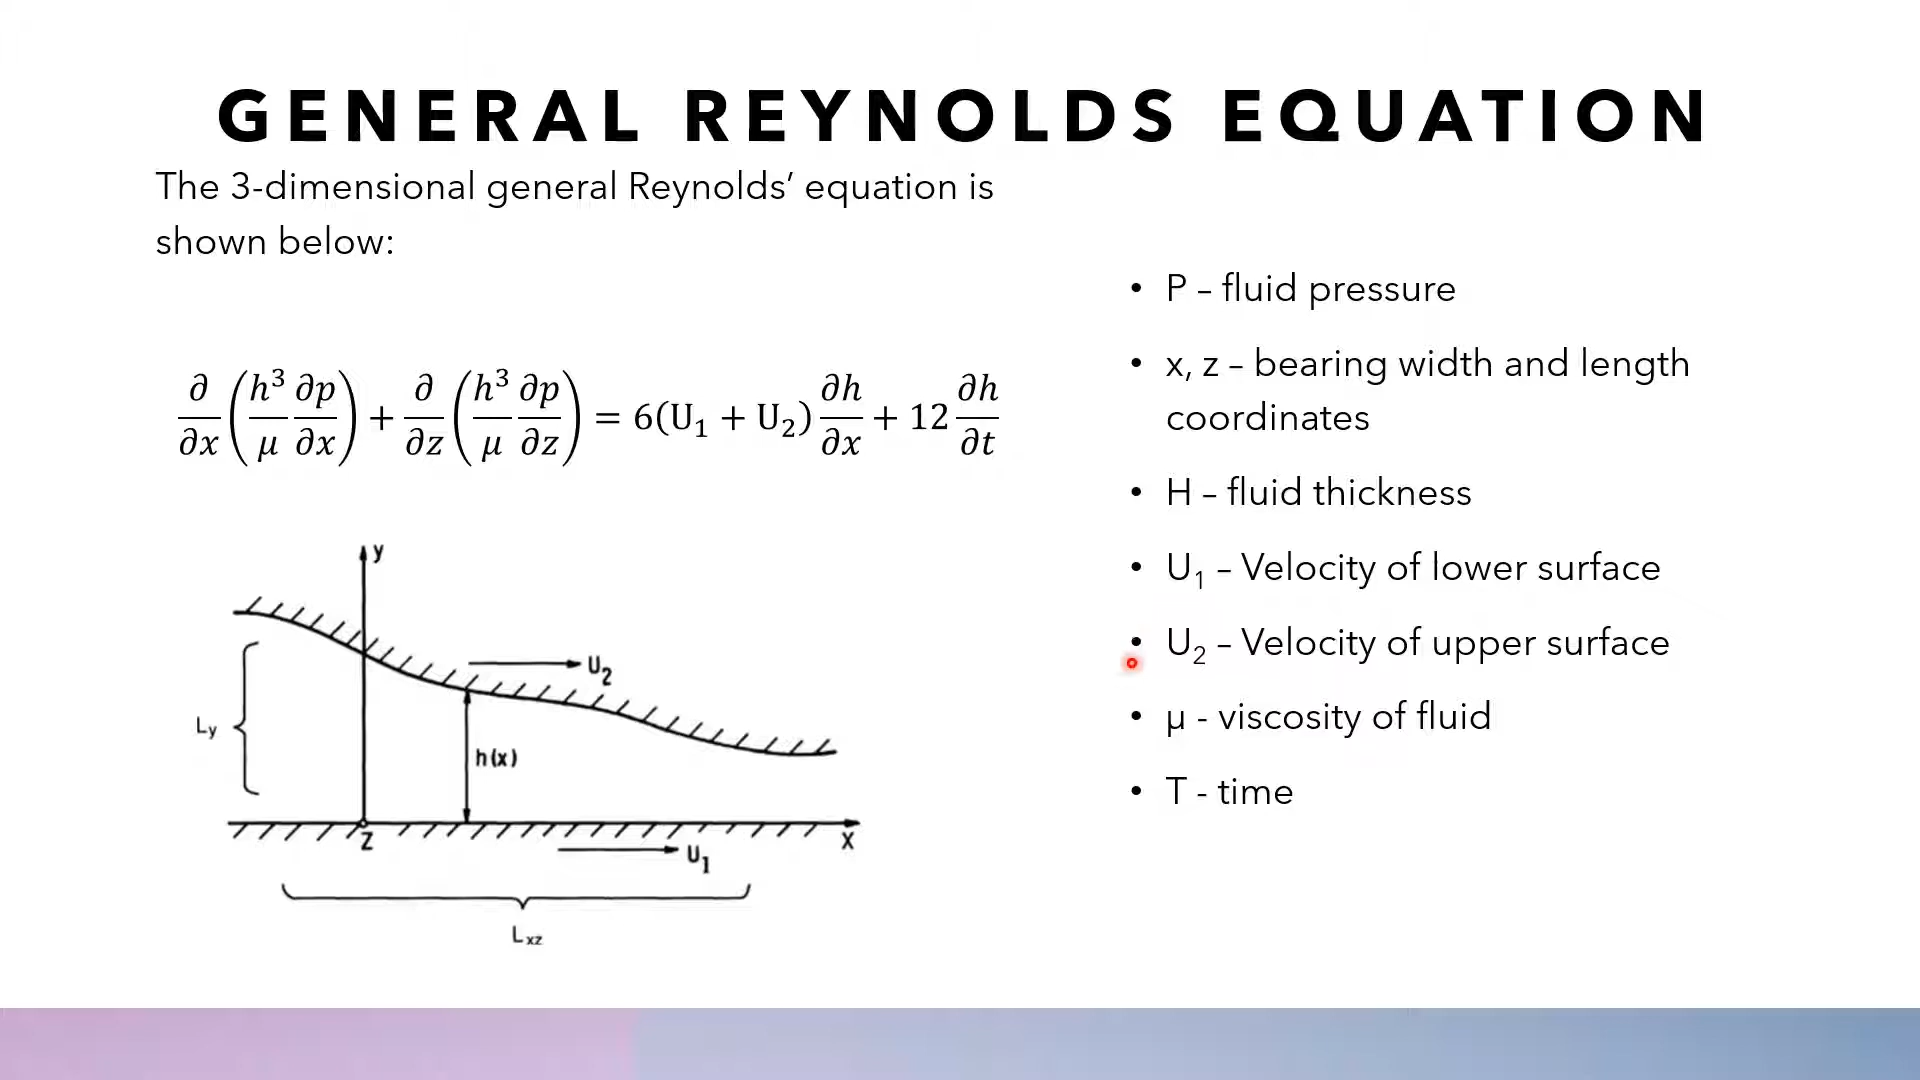 GENERAL REYNOLDS EQUATION
The 3-dimensional general Reynolds’ equation is
shown below:
∂/∂x (h³/μ ∂p/∂x) + ∂/∂z (h³/μ ∂p/∂z) = 6(U₁ + U₂) ∂h/∂x + 12 ∂h/∂t
• P – fluid pressure
• x, z – bearing width and length
coordinates
• H – fluid thickness
• U₁ – Velocity of lower surface
• U₂ – Velocity of upper surface
• μ - viscosity of fluid
• T - time
y
U₂
Ly
h(x)
Z
X
U₁
Lxz